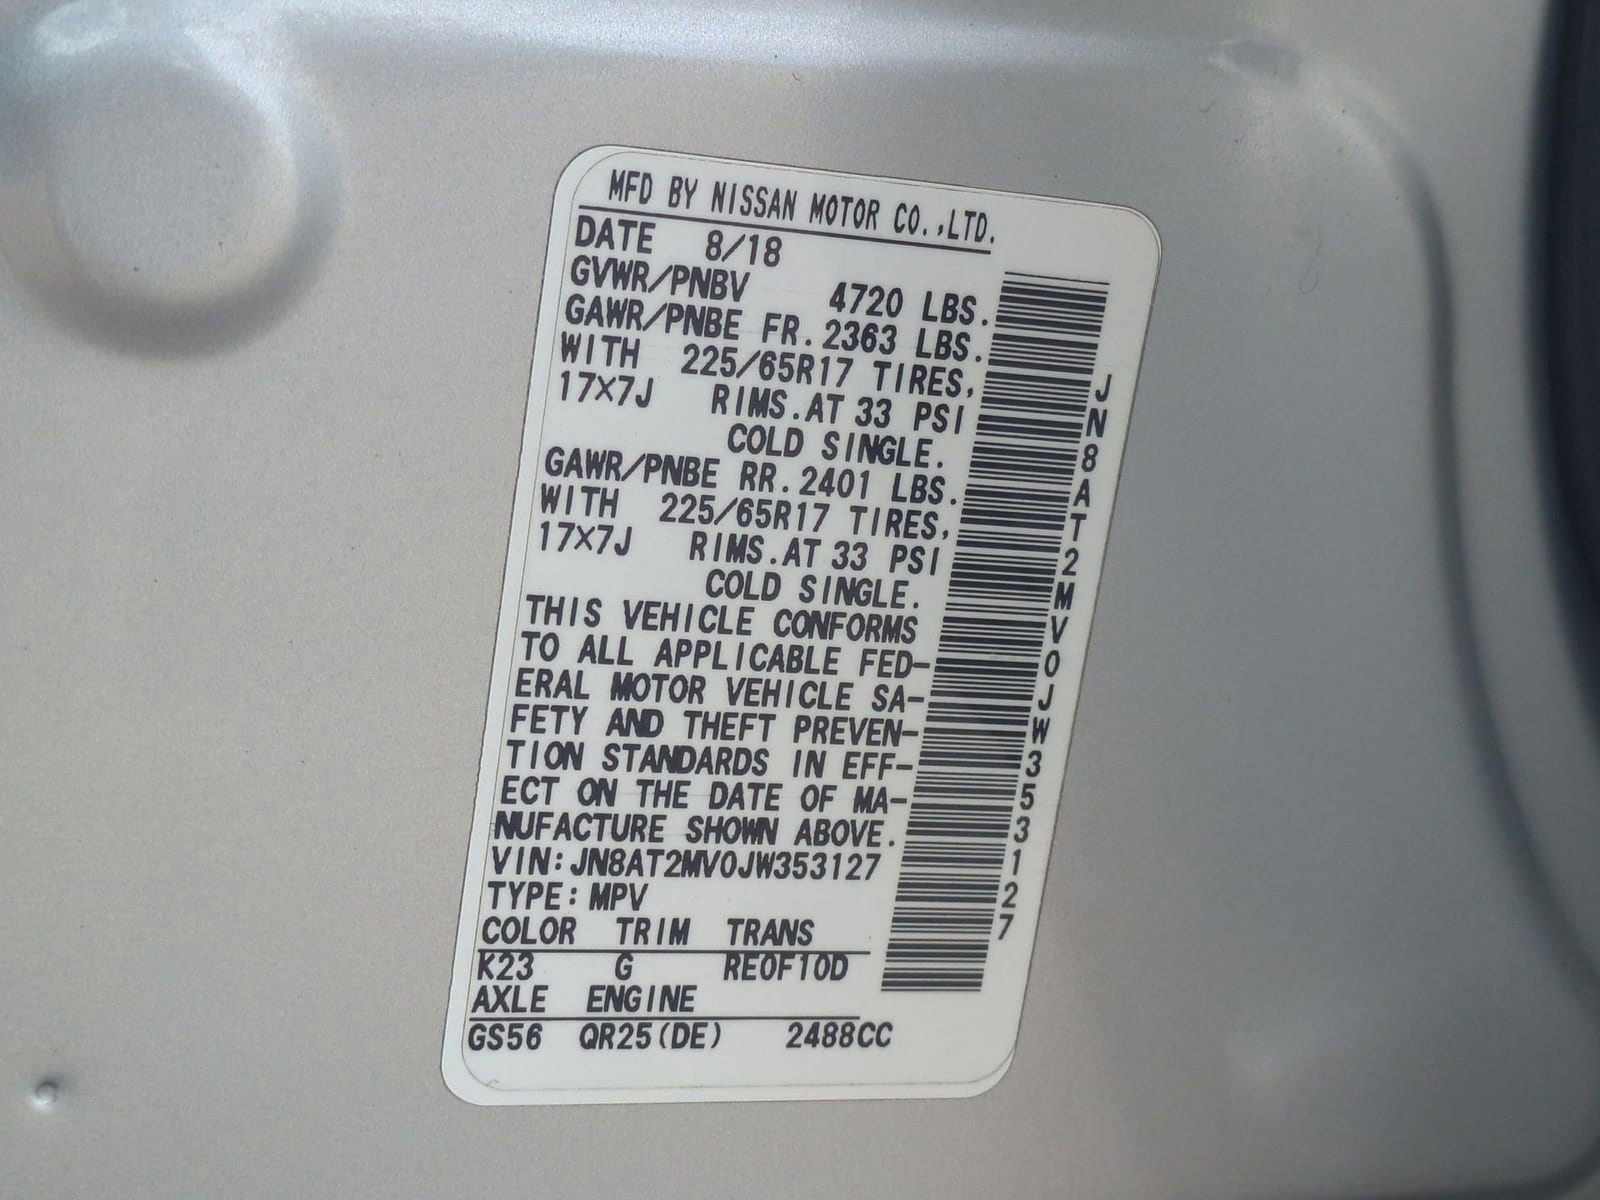 MFD BY NISSAN MOTOR CO.,LTD.
DATE 8/18
GVWR/PNBV 4720 LBS.
GAWR/PNBE FR. 2363 LBS.
WITH 225/65R17 TIRES,
17X7J RIMS. AT 33 PSI
COLD SINGLE.
GAWR/PNBE RR. 2401 LBS.
WITH 225/65R17 TIRES,
17X7J RIMS. AT 33 PSI
COLD SINGLE.
THIS VEHICLE CONFORMS
TO ALL APPLICABLE FED-
ERAL MOTOR VEHICLE SA-
FETY AND THEFT PREVEN-
TION STANDARDS IN EFF-
ECT ON THE DATE OF MA-
NUFACTURE SHOWN ABOVE.
VIN:JN8AT2MV0JW353127
TYPE: MPV
COLOR TRIM TRANS
K23 G RE0F10D
AXLE ENGINE
GS56 QR25(DE) 2488CC
JN8AT2MV0JW353127